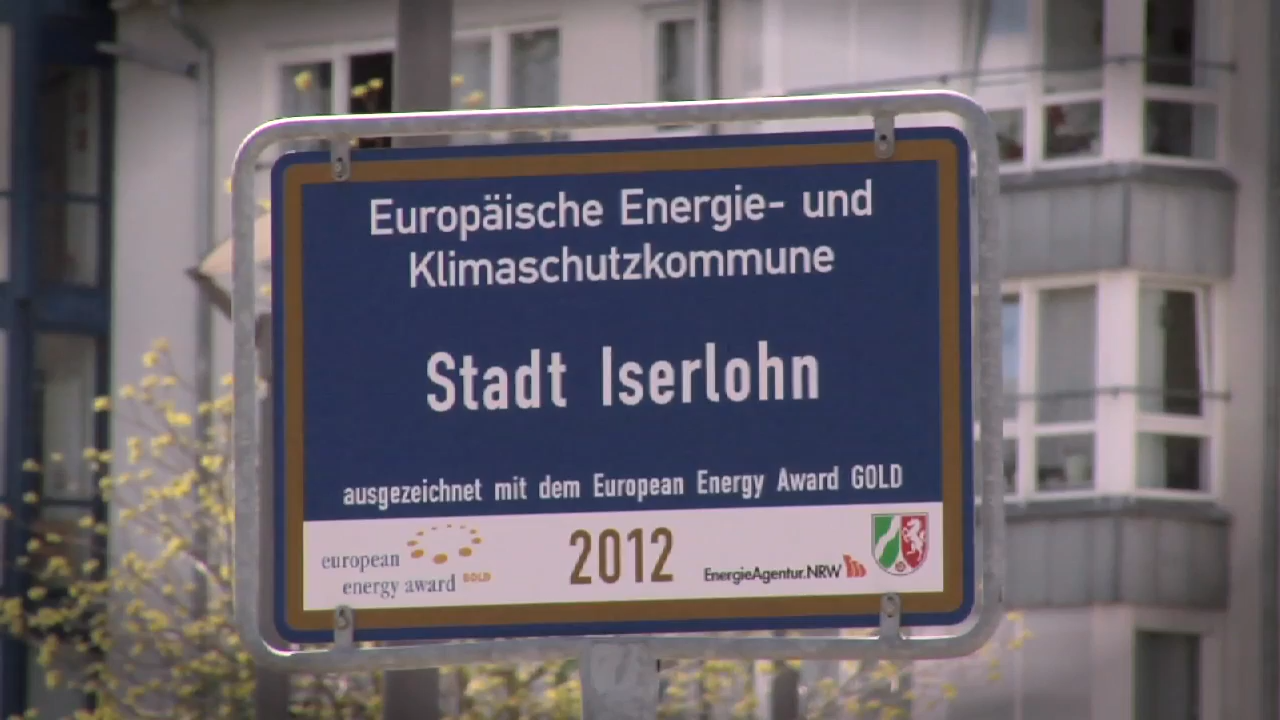 Europäische Energie- und
Klimaschutzkommune
Stadt Iserlohn
ausgezeichnet mit dem European Energy Award GOLD
european
energy award GOLD
2012
EnergieAgentur.NRW